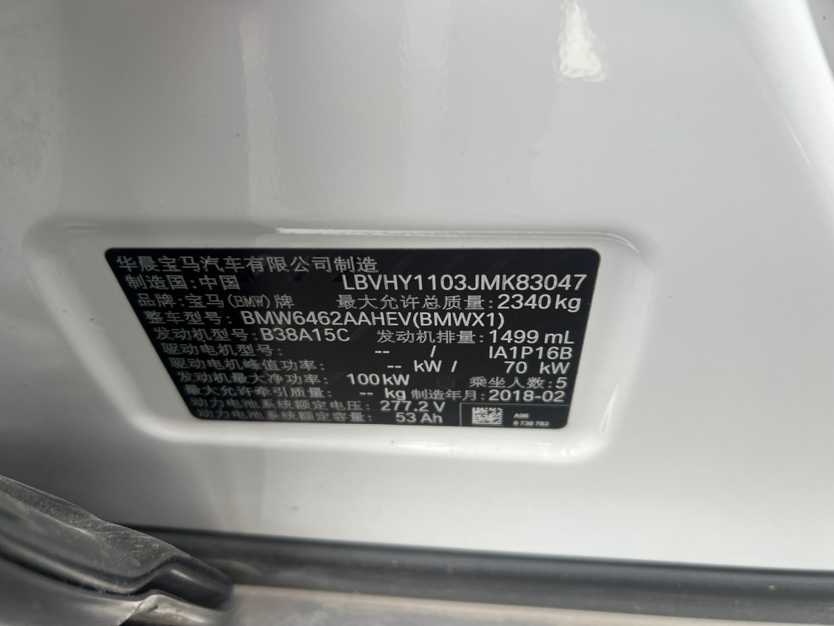 华晨宝马汽车有限公司制造
制造国:中国 LBVHY1103JMK83047
品牌:宝马(BMW)牌 最大允许总质量:2340kg
整车型号: BMW6462AAHEV(BMWX1)
发动机型号:B38A15C 发动机排量:1499 mL
驱动电机型号: -- / IA1P16B
驱动电机峰值功率: -- kW / 70 kW
发动机最大净功率: 100kW 乘坐人数:5
最大允许牵引质量: -- kg 制造年月:2018-02
动力电池系统额定电压: 277.2 V
动力电池系统额定容量: 53 Ah
A96
8 738 783